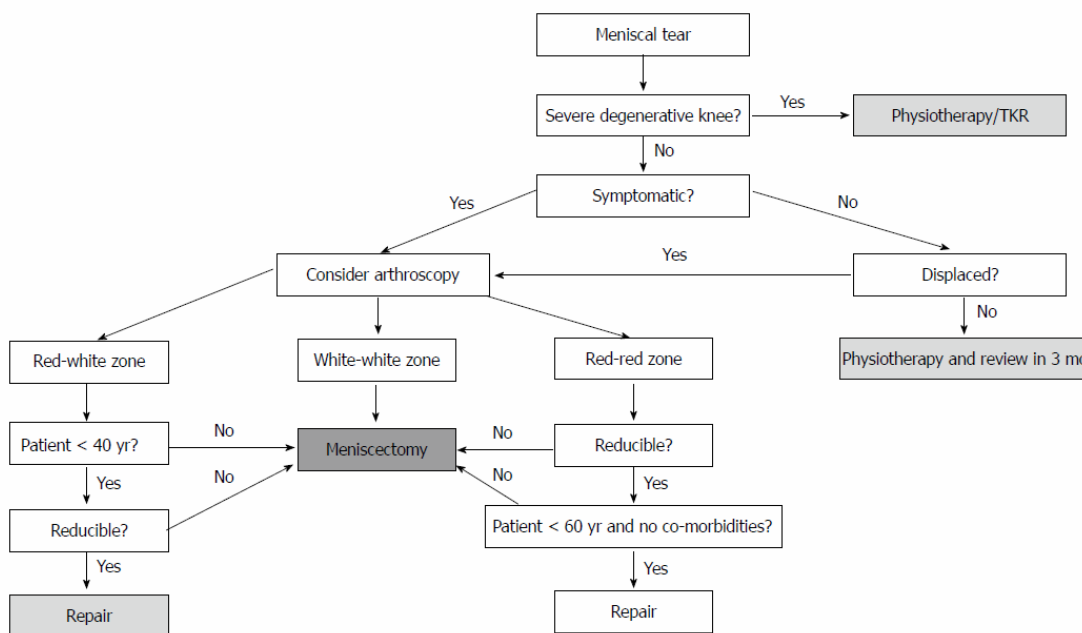 Meniscal tear
Severe degenerative knee?
Yes
Physiotherapy/TKR
No
Symptomatic?
Yes
No
Consider arthroscopy
Yes
Displaced?
No
Red-white zone
White-white zone
Red-red zone
Physiotherapy and review in 3 mo
Patient < 40 yr?
No
Meniscectomy
No
Reducible?
Yes
No
No
Yes
Reducible?
Patient < 60 yr and no co-morbidities?
Yes
Yes
Repair
Repair